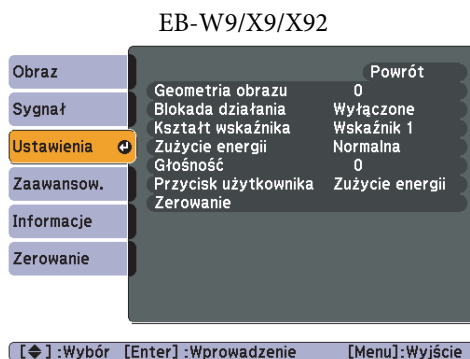 EB-W9/X9/X92
Obraz
Sygnał
Ustawienia
Zaawansow.
Informacje
Zerowanie
Powrót
Geometria obrazu 0
Blokada działania Wyłączone
Kształt wskaźnika Wskaźnik 1
Zużycie energii Normalna
Głośność 0
Przycisk użytkownika Zużycie energii
Zerowanie
[◆] :Wybór [Enter] :Wprowadzenie [Menu]:Wyjście